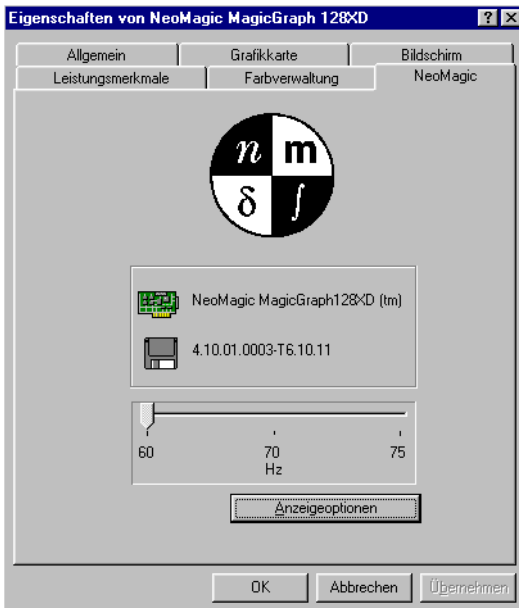 Eigenschaften von NeoMagic MagicGraph 128XD
Allgemein Grafikkarte Bildschirm
Leistungsmerkmale Farbverwaltung NeoMagic
n m
δ ∫
NeoMagic MagicGraph128XD (tm)
4.10.01.0003-T6.10.11
60 70 75
Hz
Anzeigeoptionen
OK Abbrechen Übernehmen